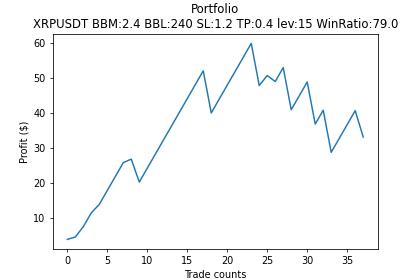 Portfolio
XRPUSDT BBM:2.4 BBL:240 SL:1.2 TP:0.4 lev:15 WinRatio:79.0
60
50
40
30
20
10
Profit ($)
0 5 10 15 20 25 30 35
Trade counts